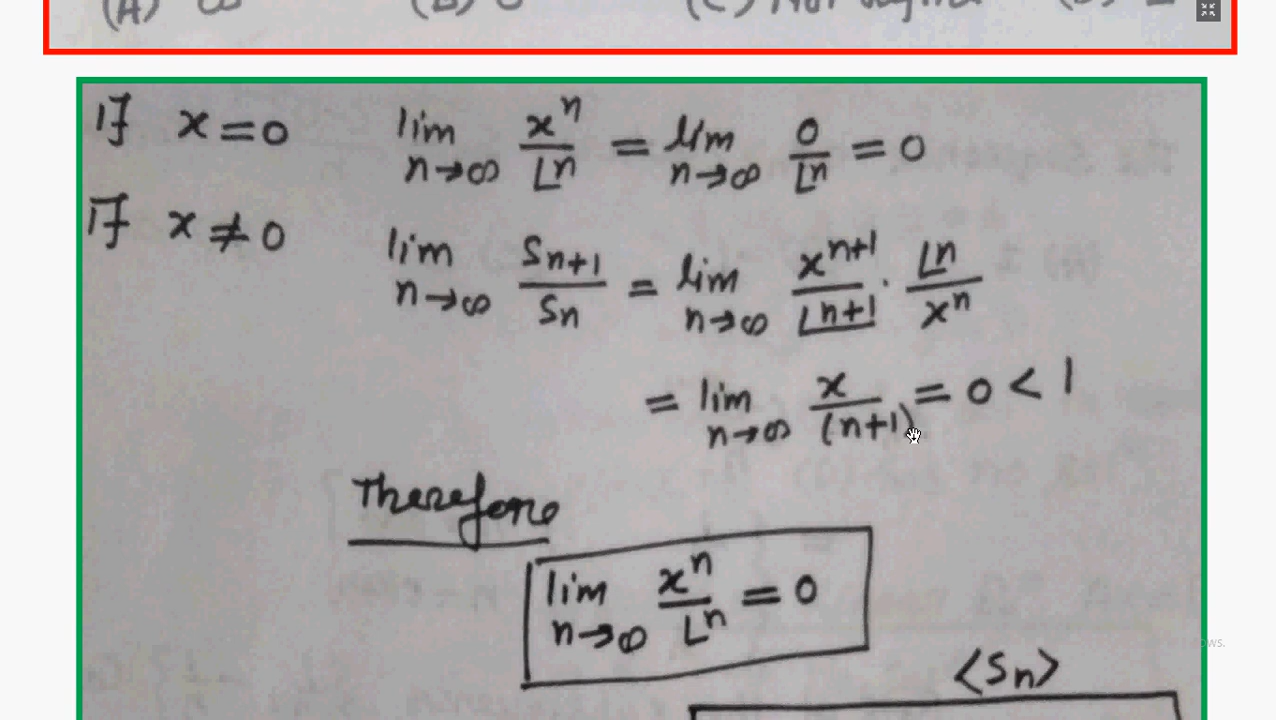 (A) ∞ (B) 0 (C)
If x=0 lim n→∞ xⁿ/∟n = lim n→∞ 0/∟n = 0
If x≠0 lim n→∞ Sn+1/Sn = lim n→∞ xⁿ⁺¹/∟n+1 · ∟n/xⁿ
= lim n→∞ x/(n+1) = 0 < 1
Therefore
lim n→∞ xⁿ/∟n = 0
<Sn>